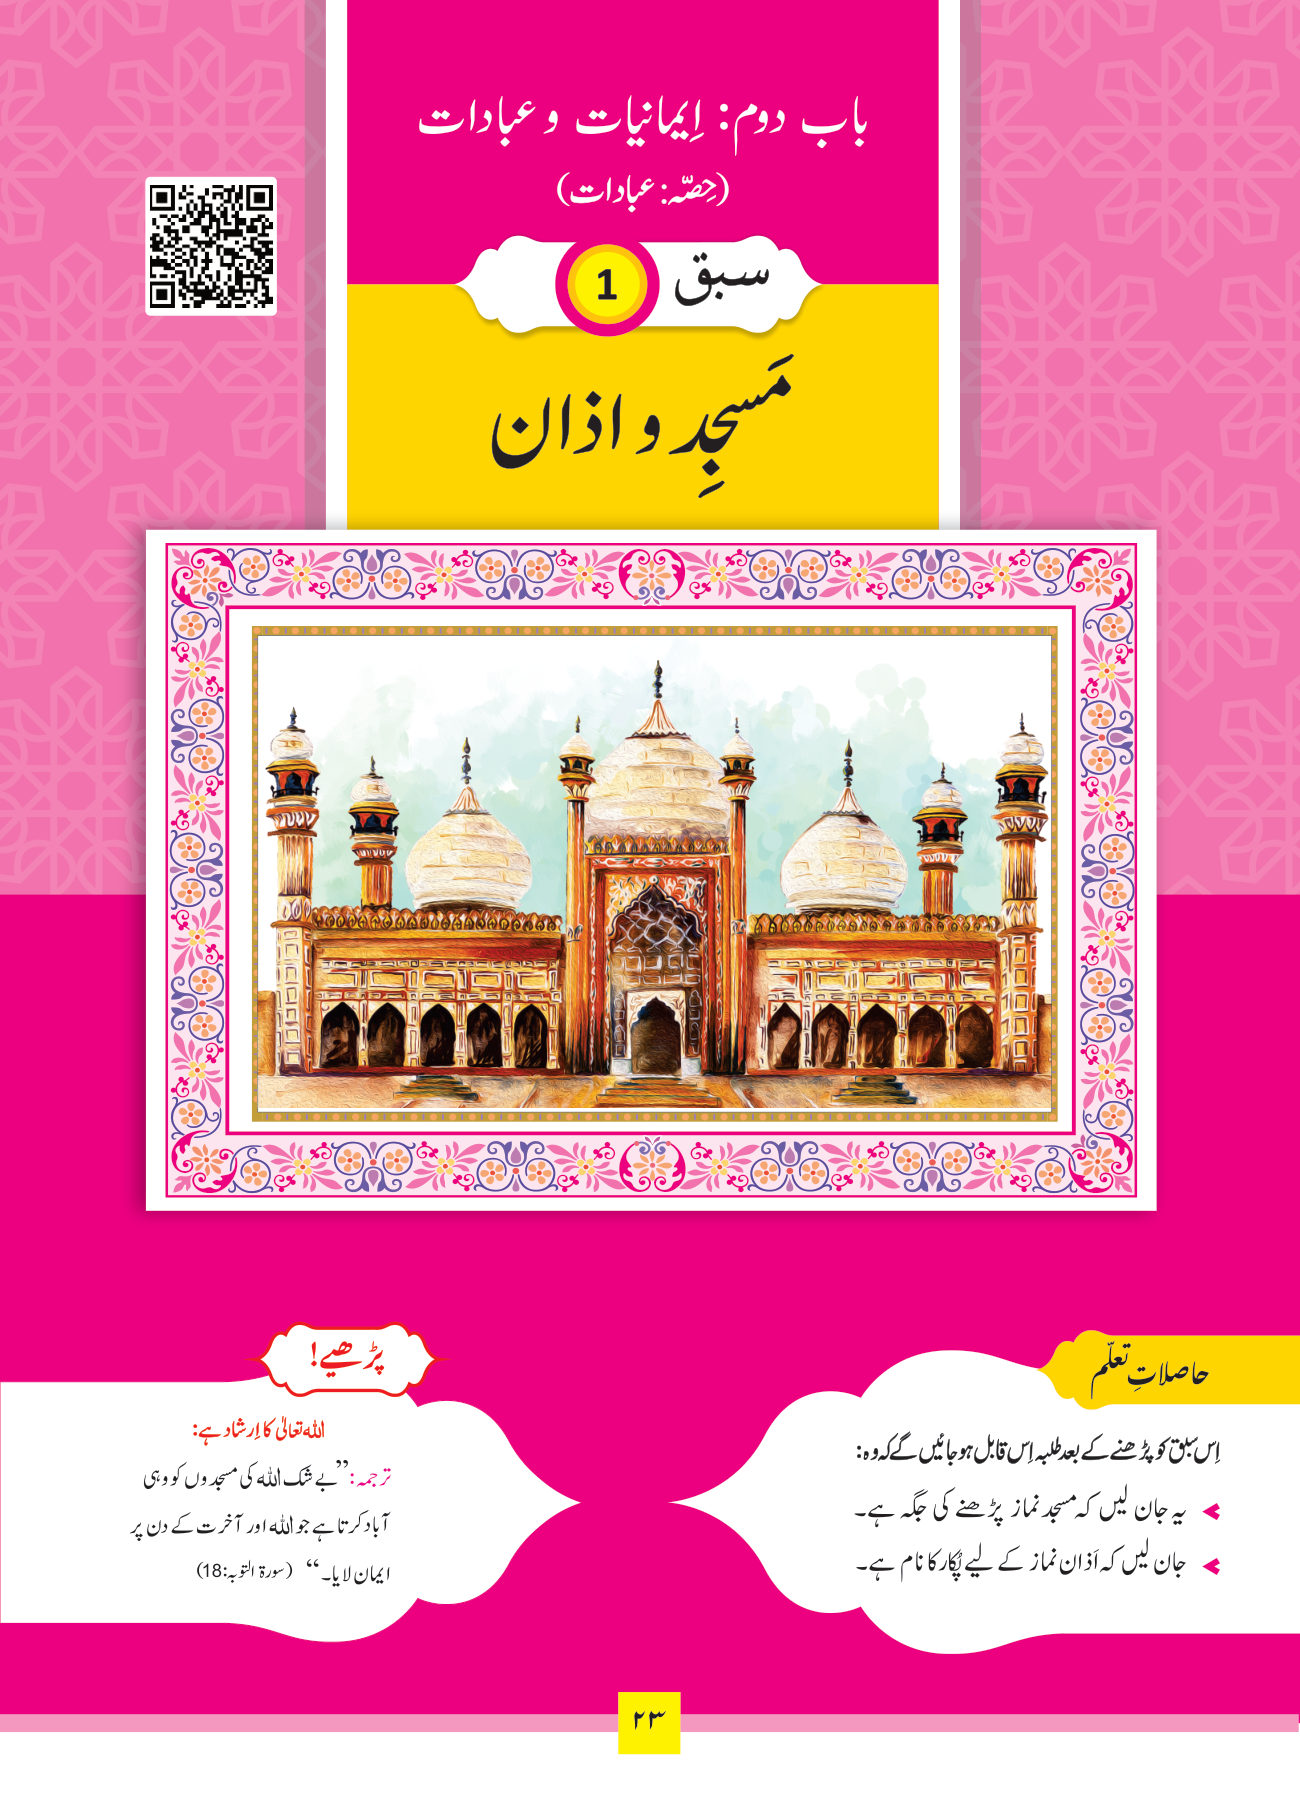 باب دوم: اِیمانیات و عبادات
(حِصّہ: عبادات)
سبق 1
مَسجِد و اذان
حاصلاتِ تعلّم
اِس سبق کو پڑھنے کے بعد طلبہ اِس قابل ہو جائیں گے کہ وہ:
یہ جان لیں کہ مسجد نماز پڑھنے کی جگہ ہے۔
جان لیں کہ اَذان نماز کے لیے پُکار کا نام ہے۔
پڑھیے!
اللہ تعالیٰ کا اِرشاد ہے:
ترجمہ: ”بے شک اللہ کی مسجدوں کو وہی
آباد کرتا ہے جو اللہ اور آخرت کے دن پر
ایمان لایا۔“ (سورۃ التوبہ:18)
۲۳